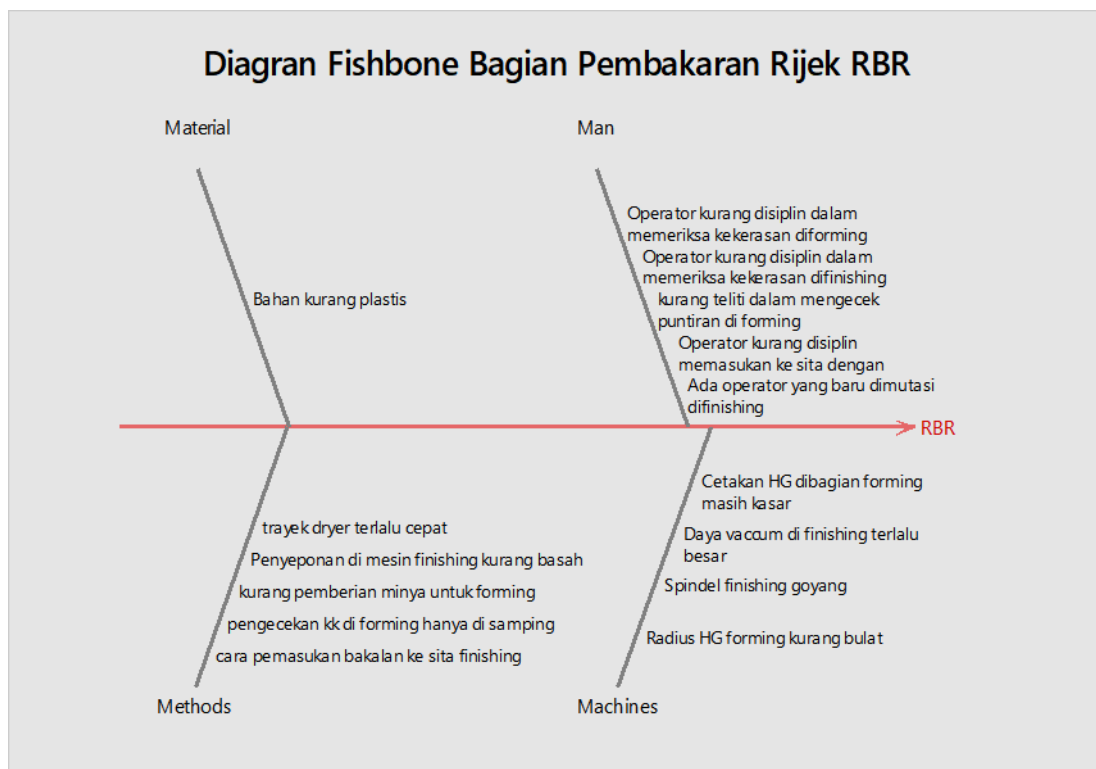 Diagran Fishbone Bagian Pembakaran Rijek RBR
Material
Man
Bahan kurang plastis
Operator kurang disiplin dalam
memeriksa kekerasan diforming
Operator kurang disiplin dalam
memeriksa kekerasan difinishing
kurang teliti dalam mengecek
puntiran di forming
Operator kurang disiplin
memasukan ke sita dengan
Ada operator yang baru dimutasi
difinishing
RBR
trayek dryer terlalu cepat
Penyeponan di mesin finishing kurang basah
kurang pemberian minya untuk forming
pengecekan kk di forming hanya di samping
cara pemasukan bakalan ke sita finishing
Cetakan HG dibagian forming
masih kasar
Daya vaccum di finishing terlalu
besar
Spindel finishing goyang
Radius HG forming kurang bulat
Methods
Machines